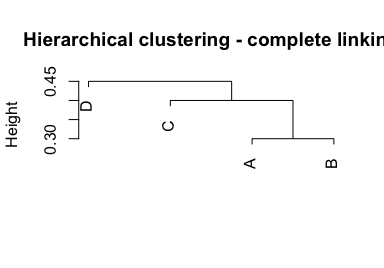 Hierarchical clustering - complete linkin
Height
0.30
0.45
D
C
A
B